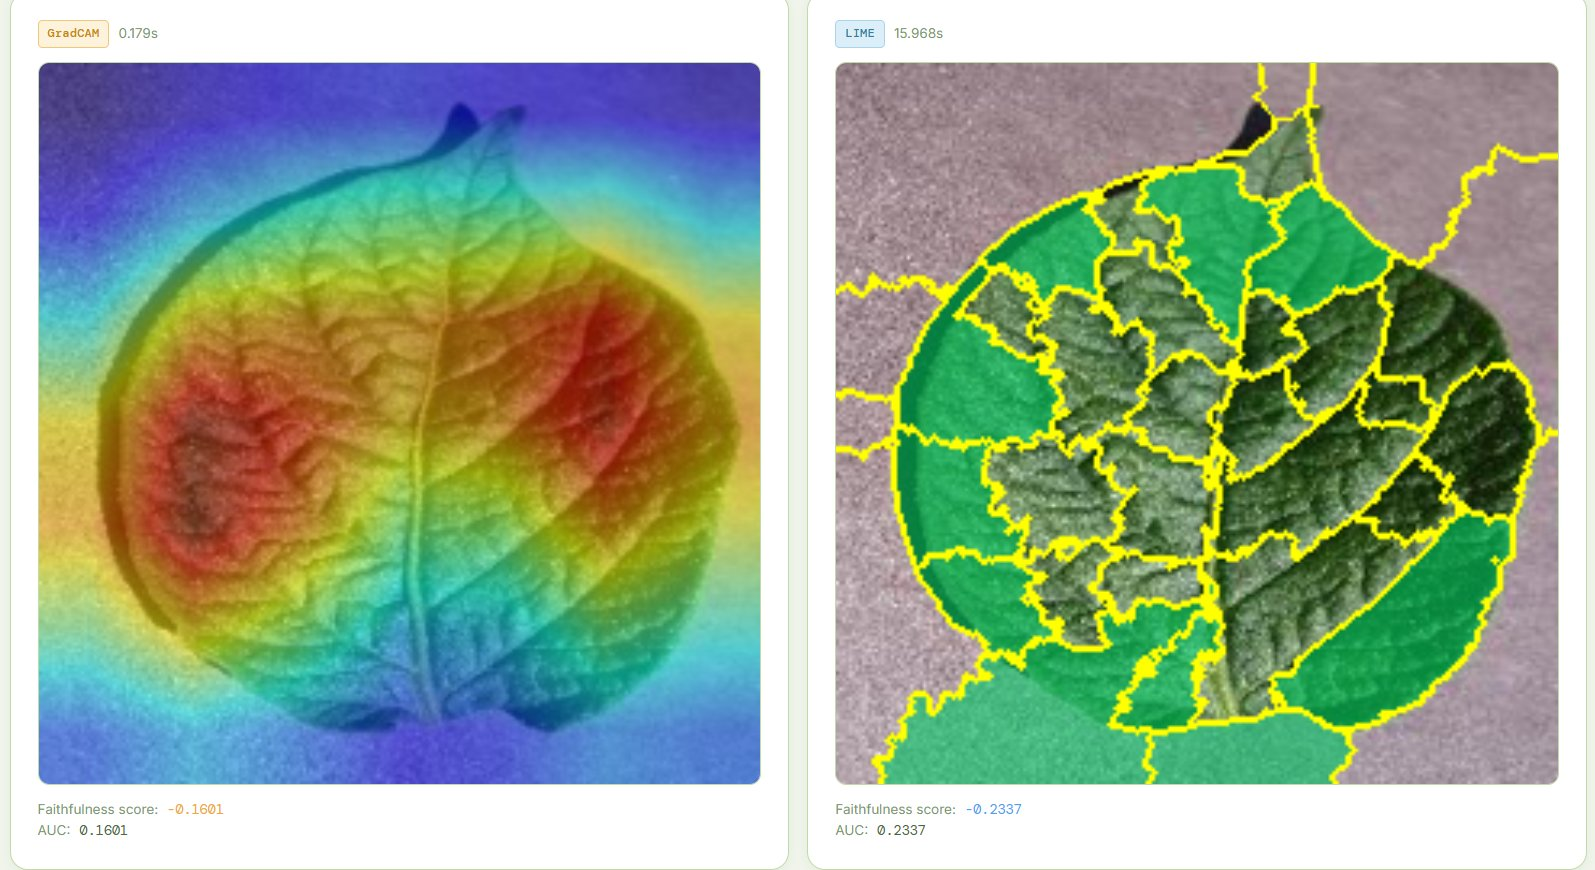 GradCAM 0.179s
Faithfulness score: -0.1601
AUC: 0.1601
LIME 15.968s
Faithfulness score: -0.2337
AUC: 0.2337